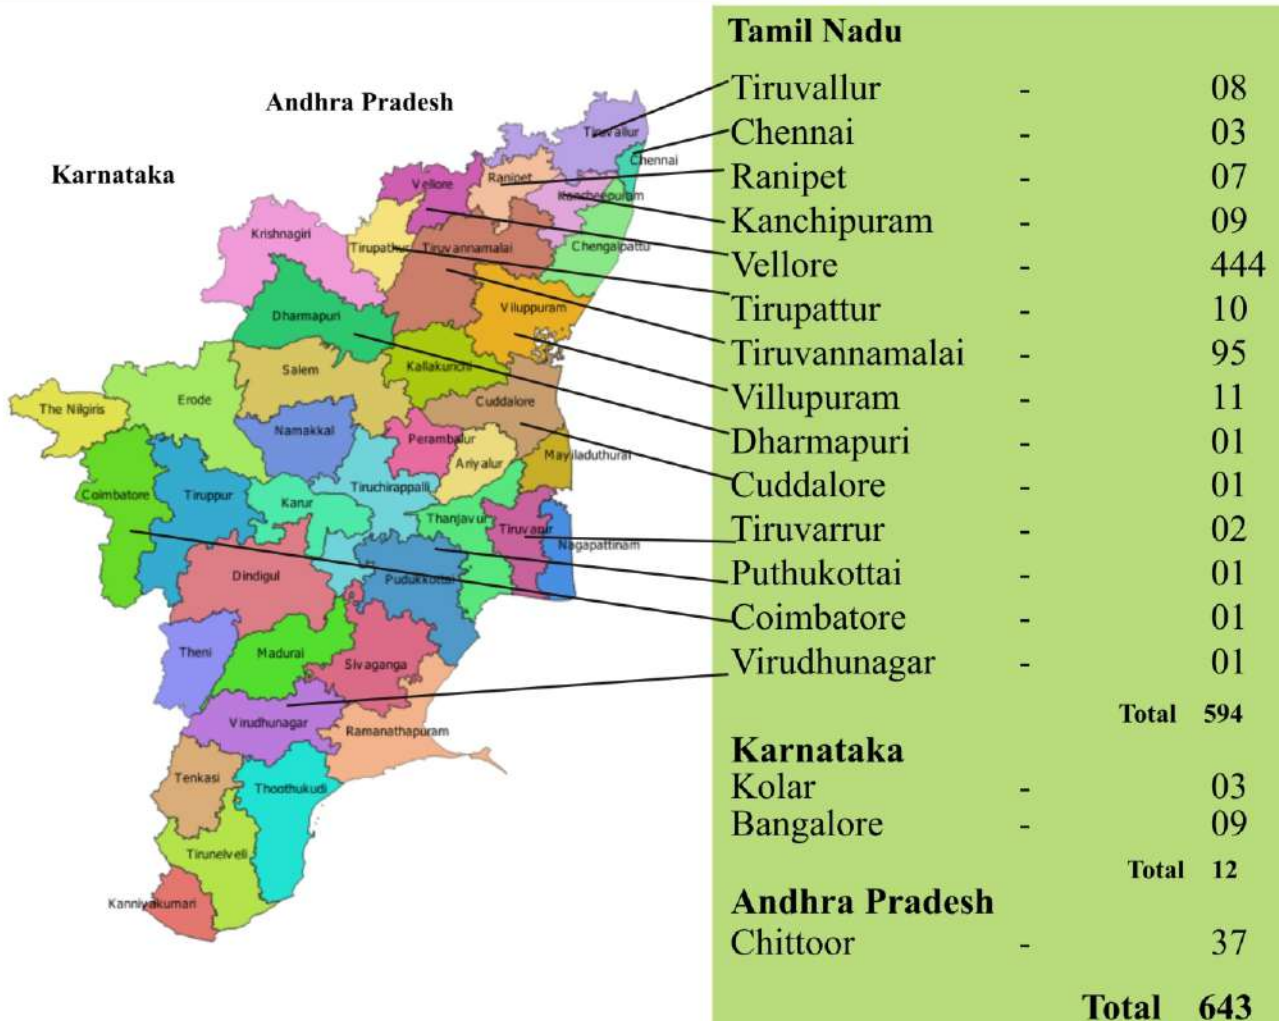 Andhra Pradesh
Karnataka
Tiruvallur
Chennai
Vellore
Ranipet
Kancheepuram
Krishnagiri
Tirupathur
Tiruvannamalai
Chengalpattu
Dharmapuri
Viluppuram
Salem
Kallakurichi
The Nilgiris
Erode
Cuddalore
Namakkal
Perambalur
Ariyalur
Mayiladuthurai
Coimbatore
Tiruppur
Karur
Tiruchirappalli
Thanjavur
Tiruvarur
Nagapattinam
Dindigul
Pudukkottai
Theni
Madurai
Sivaganga
Virudhunagar
Ramanathapuram
Tenkasi
Thoothukudi
Tirunelveli
Kanniyakumari
Tamil Nadu
Tiruvallur - 08
Chennai - 03
Ranipet - 07
Kanchipuram - 09
Vellore - 444
Tirupattur - 10
Tiruvannamalai - 95
Villupuram - 11
Dharmapuri - 01
Cuddalore - 01
Tiruvarrur - 02
Puthukottai - 01
Coimbatore - 01
Virudhunagar - 01
Total 594
Karnataka
Kolar - 03
Bangalore - 09
Total 12
Andhra Pradesh
Chittoor - 37
Total 643